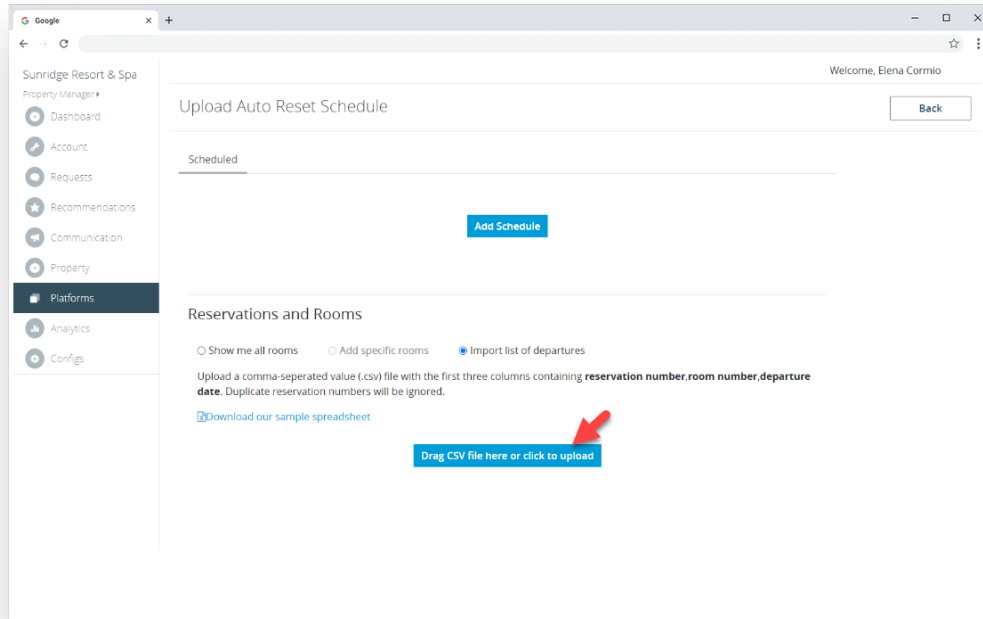 Google
Sunridge Resort & Spa
Welcome, Elena Cormio
Property Manager
Dashboard
Account
Requests
Recommendations
Communication
Property
Platforms
Analytics
Configs
Upload Auto Reset Schedule
Back
Scheduled
Add Schedule
Reservations and Rooms
Show me all rooms Add specific rooms Import list of departures
Upload a comma-seperated value (.csv) file with the first three columns containing reservation number,room number,departure
date. Duplicate reservation numbers will be ignored.
Download our sample spreadsheet
Drag CSV file here or click to upload